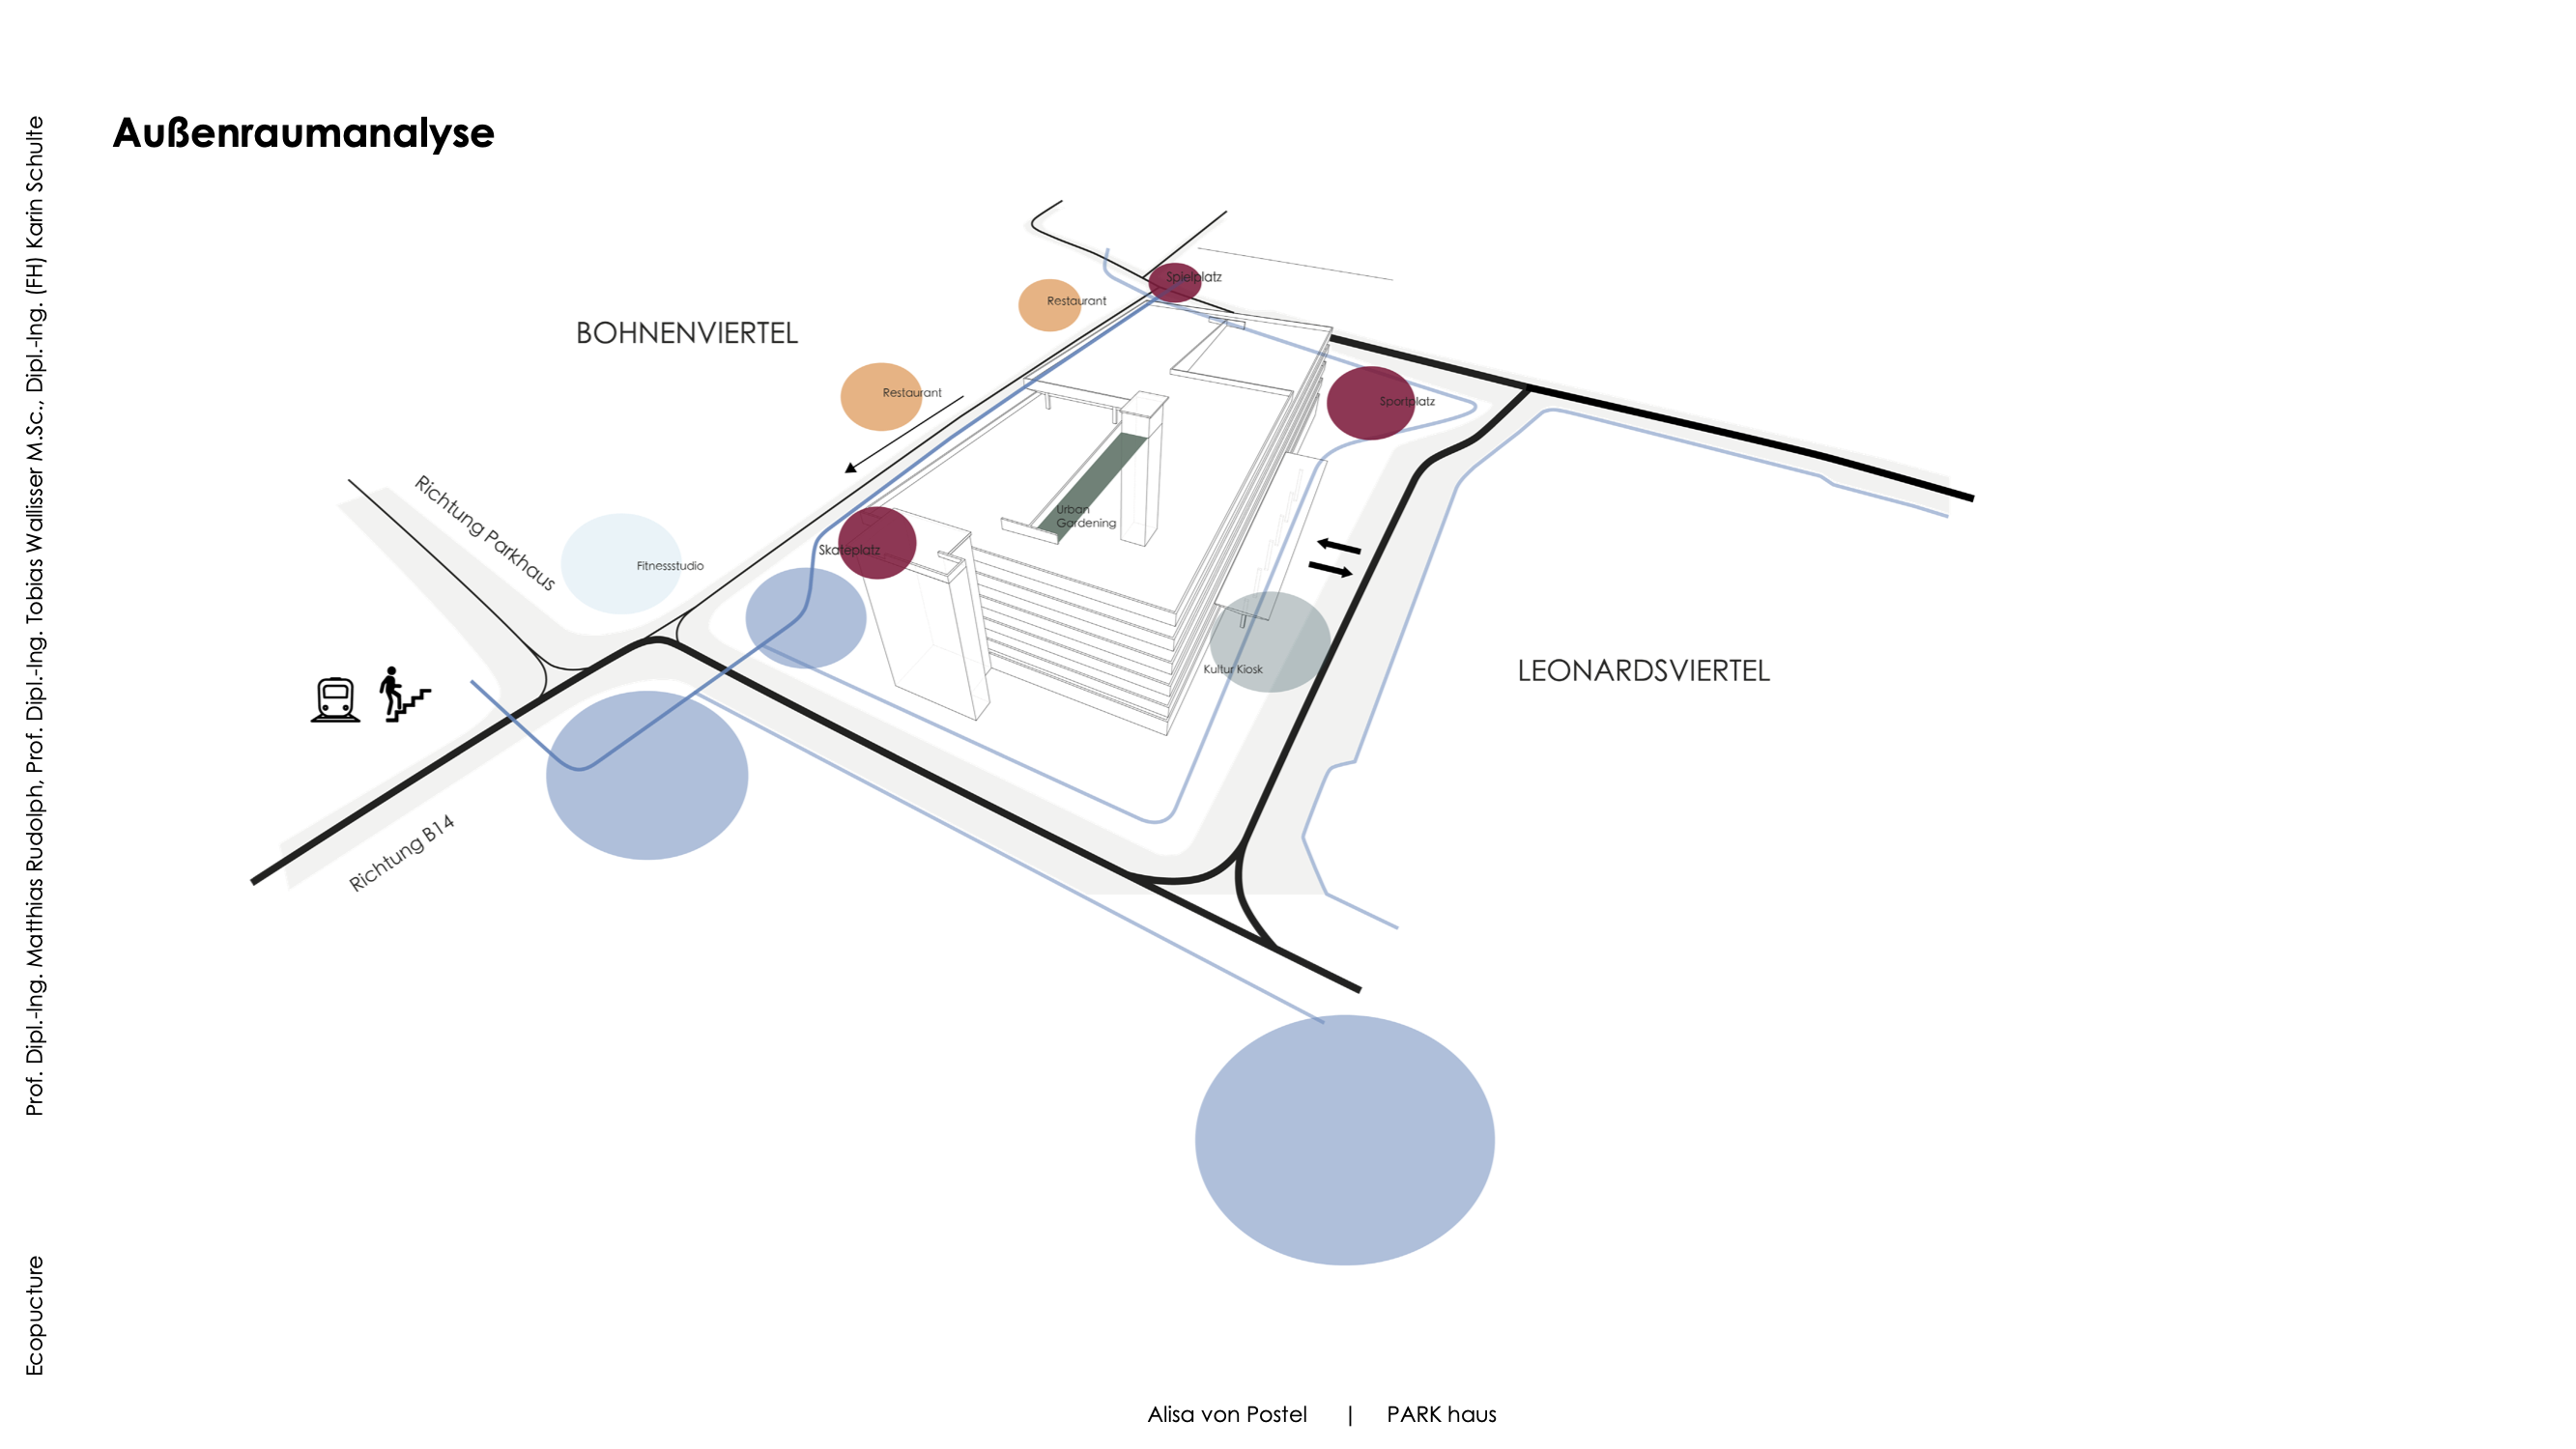 Außenraumanalyse
Prof. Dipl.-Ing. Matthias Rudolph, Prof. Dipl.-Ing. Tobias Wallisser M.Sc., Dipl.-Ing. (FH) Karin Schulte
Ecopucture
Spielplatz
Restaurant
BOHNENVIERTEL
Restaurant
Sportplatz
Richtung Parkhaus
Urban
Gardening
Skateplatz
Fitnessstudio
Kultur Kiosk
LEONARDSVIERTEL
Richtung B14
Alisa von Postel | PARK haus